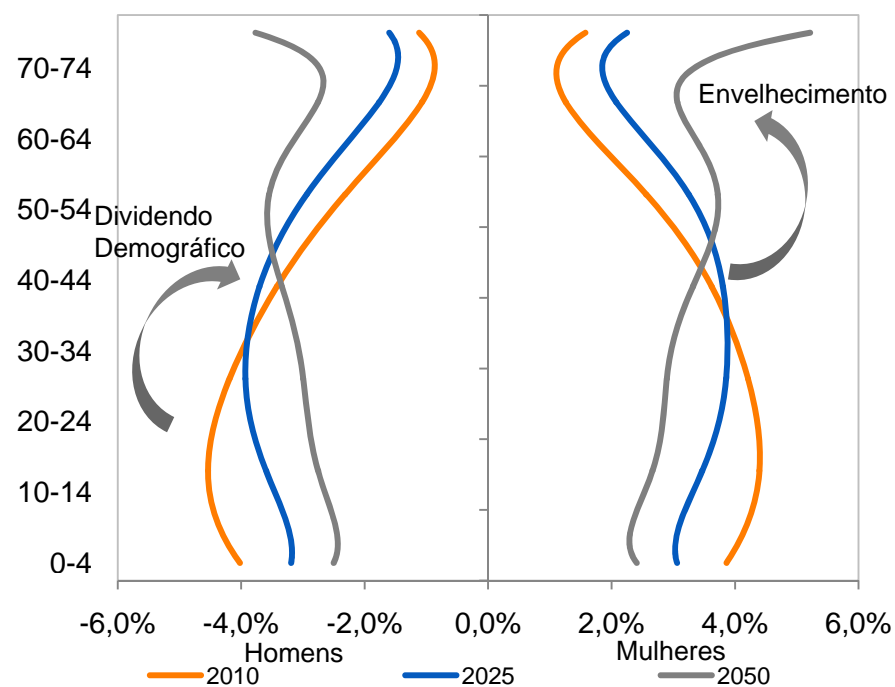 70-74
Envelhecimento
60-64
50-54
Dividendo
Demográfico
40-44
30-34
20-24
10-14
0-4
-6,0% -4,0% -2,0% 0,0% 2,0% 4,0% 6,0%
Homens Mulheres
2010 2025 2050